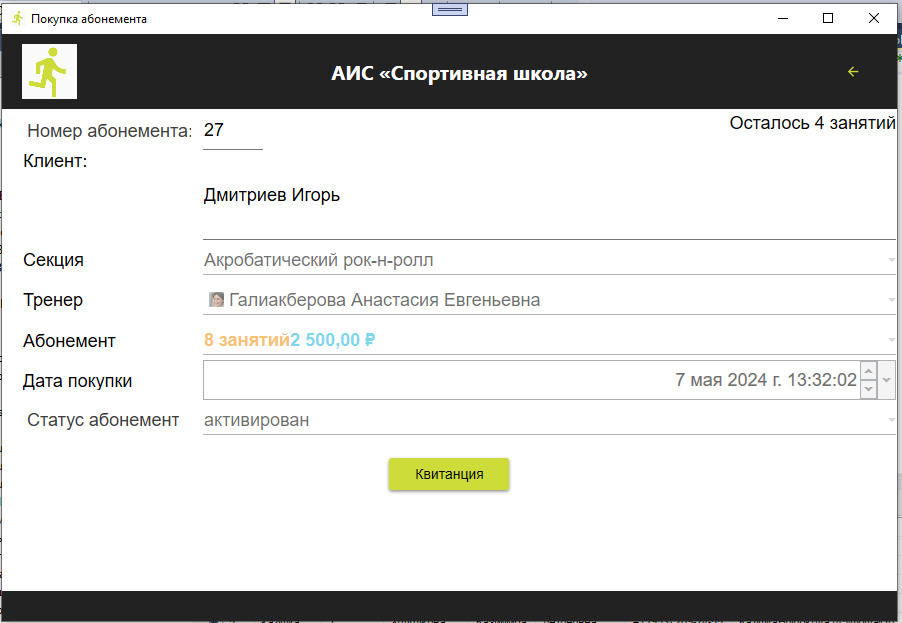 Покупка абонемента
АИС «Спортивная школа»
Номер абонемента: 27
Осталось 4 занятий
Клиент:
Дмитриев Игорь
Секция Акробатический рок-н-ролл
Тренер Галиакберова Анастасия Евгеньевна
Абонемент 8 занятий2 500,00 ₽
Дата покупки 7 мая 2024 г. 13:32:02
Статус абонемент активирован
Квитанция